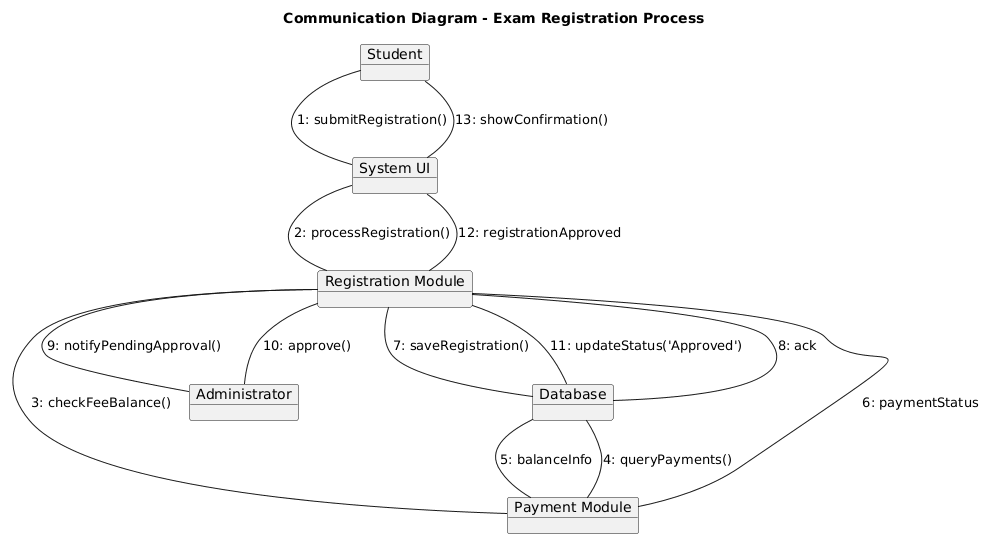 Communication Diagram - Exam Registration Process
Student
1: submitRegistration()
13: showConfirmation()
System UI
2: processRegistration()
12: registrationApproved
Registration Module
9: notifyPendingApproval()
10: approve()
7: saveRegistration()
11: updateStatus('Approved')
8: ack
Administrator
Database
3: checkFeeBalance()
6: paymentStatus
5: balanceInfo
4: queryPayments()
Payment Module